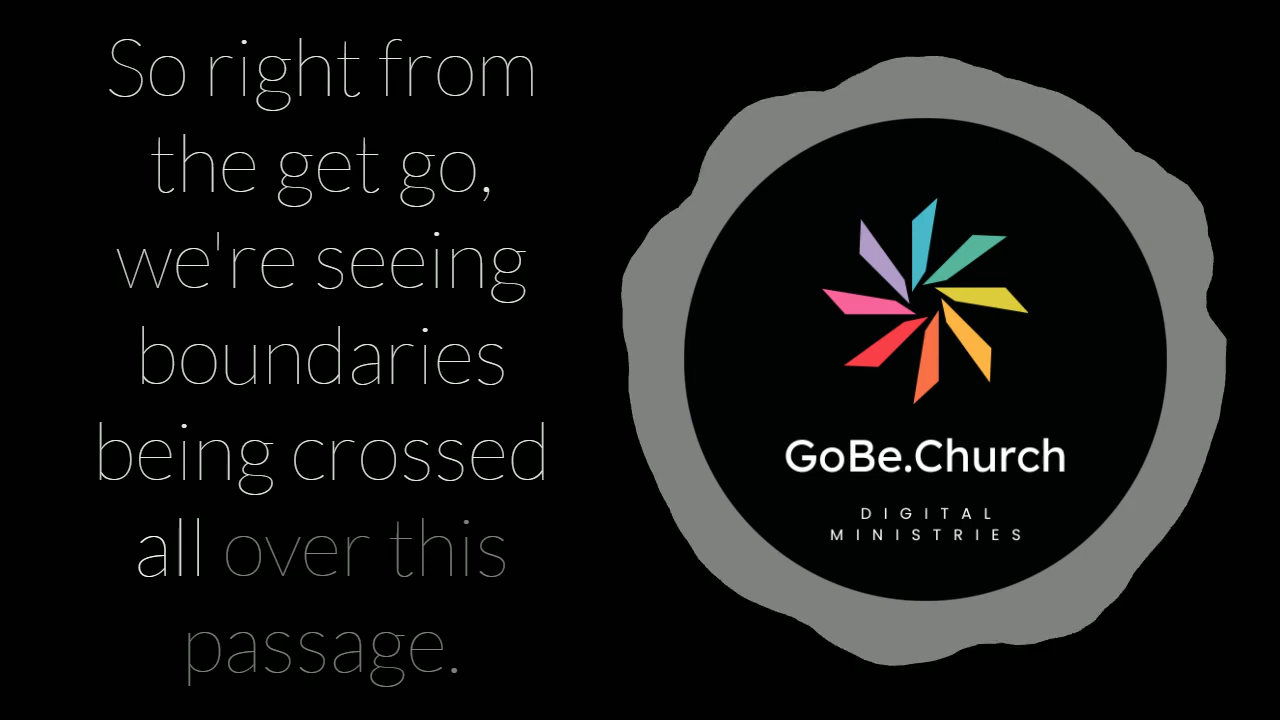 So right from
the get go,
we're seeing
boundaries
being crossed
all over this
passage.
GoBe.Church
DIGITAL
MINISTRIES